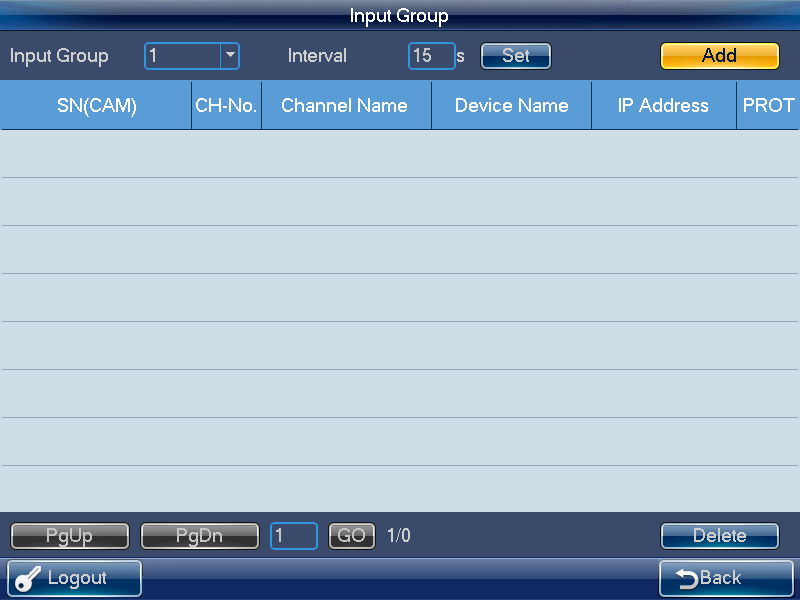 Input Group
Input Group 1 Interval 15 s Set Add
SN(CAM) CH-No. Channel Name Device Name IP Address PROT
PgUp PgDn 1 GO 1/0 Delete
Logout Back